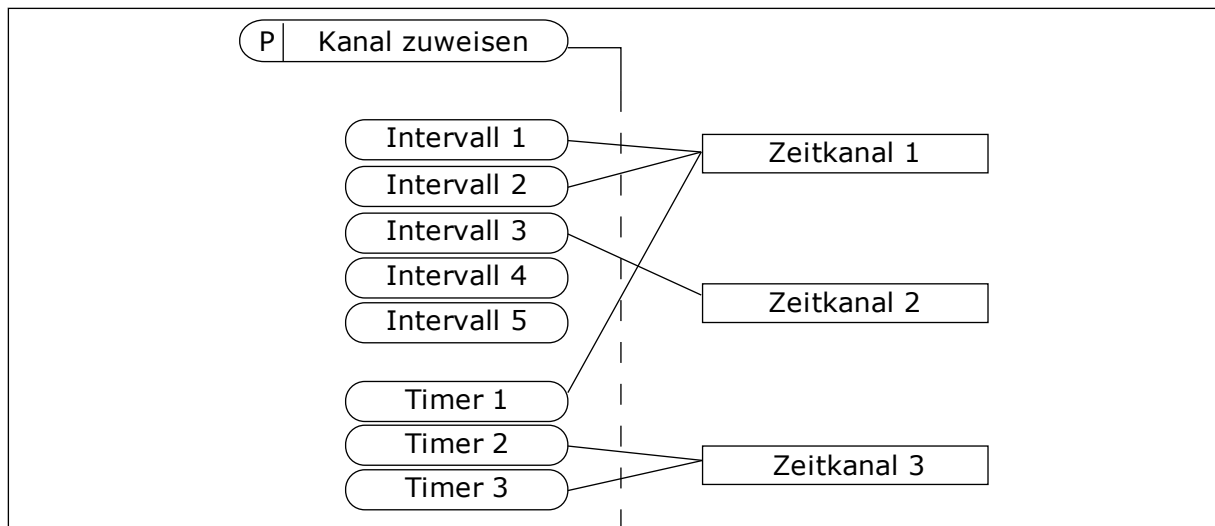 P Kanal zuweisen
Intervall 1
Intervall 2
Intervall 3
Intervall 4
Intervall 5
Timer 1
Timer 2
Timer 3
Zeitkanal 1
Zeitkanal 2
Zeitkanal 3